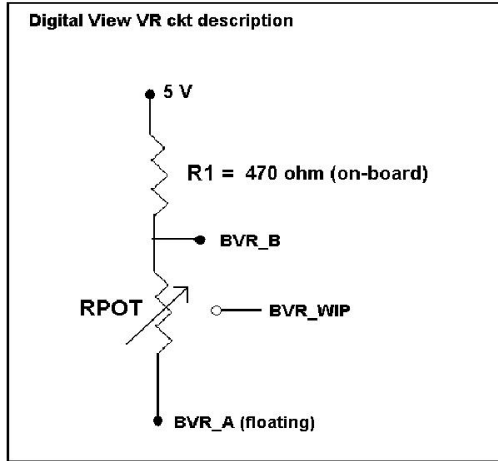 Digital View VR ckt description
5 V
R1 = 470 ohm (on-board)
BVR_B
RPOT
BVR_WIP
BVR_A (floating)